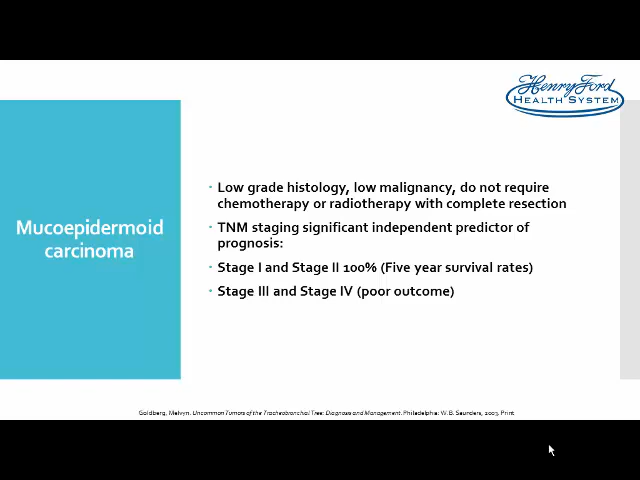 Henry Ford
HEALTH SYSTEM
Mucoepidermoid
carcinoma
Low grade histology, low malignancy, do not require
chemotherapy or radiotherapy with complete resection
TNM staging significant independent predictor of
prognosis:
Stage I and Stage II 100% (Five year survival rates)
Stage III and Stage IV (poor outcome)
Goldberg, Melvyn. Uncommon Tumors of the Tracheobronchial Tree: Diagnosis and Management. Philadelphia: W.B. Saunders, 2003. Print